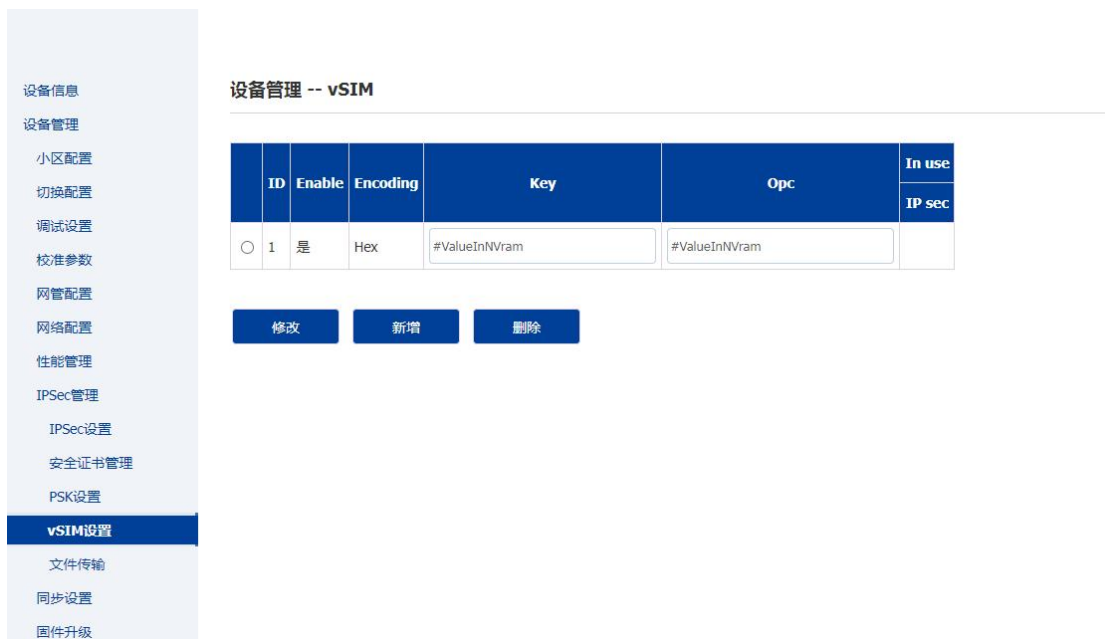 设备信息
设备管理
小区配置
切换配置
调试设置
校准参数
网管配置
网络配置
性能管理
IPSec管理
IPSec设置
安全证书管理
PSK设置
vSIM设置
文件传输
同步设置
固件升级
设备管理 -- vSIM
ID Enable Encoding Key Opc In use
IP sec
1 是 Hex #ValueInNVram #ValueInNVram
修改 新增 删除